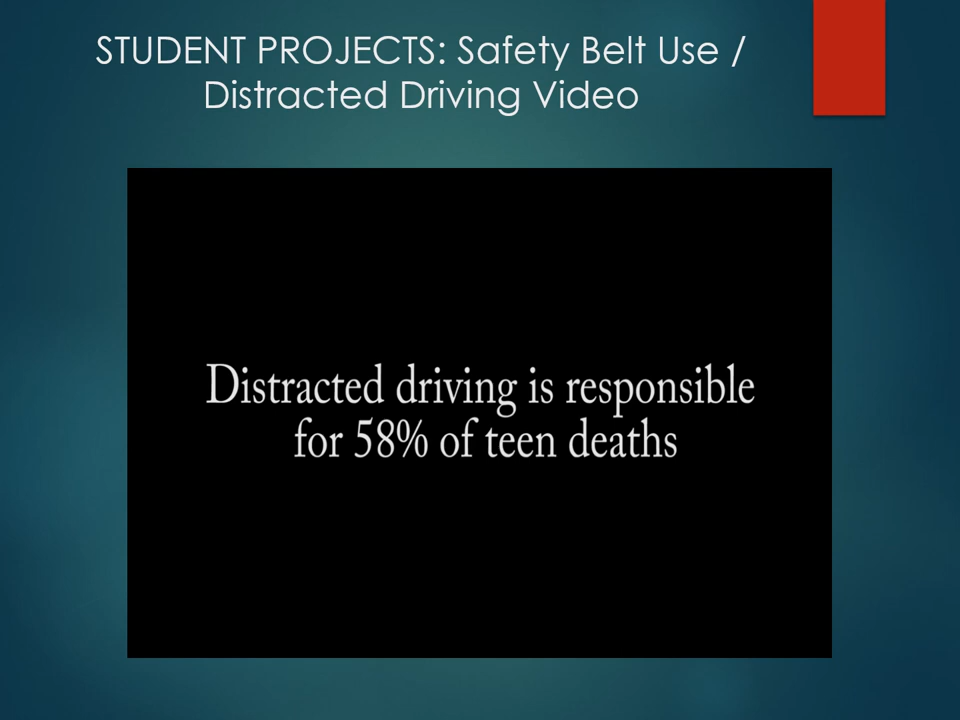 STUDENT PROJECTS: Safety Belt Use /
Distracted Driving Video
Distracted driving is responsible
for 58% of teen deaths